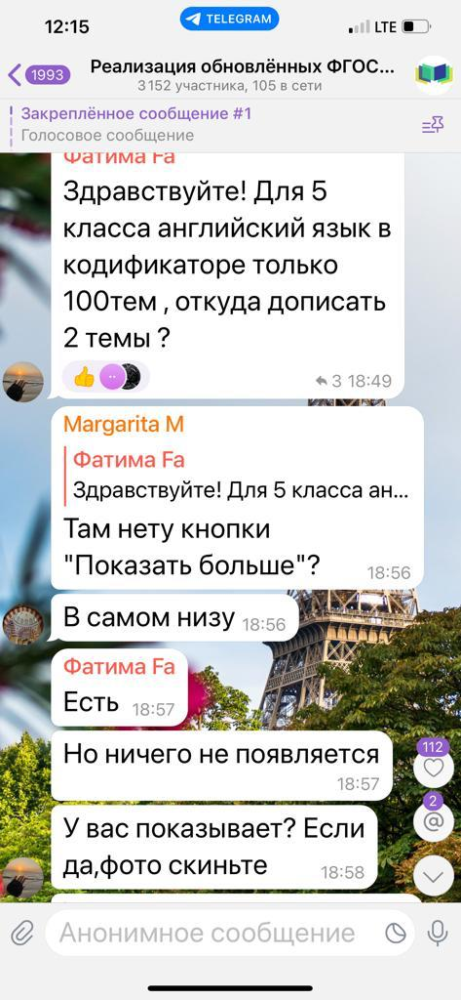 12:15
TELEGRAM
LTE
1993
Реализация обновлённых ФГОС...
3 152 участника, 105 в сети
Закреплённое сообщение #1
Голосовое сообщение
Фатима Fa
Здравствуйте! Для 5
класса английский язык в
кодификаторе только
100тем , откуда дописать
2 темы ?
3 18:49
Margarita M
Фатима Fa
Здравствуйте! Для 5 класса ан...
Там нету кнопки
"Показать больше"?
18:56
В самом низу 18:56
Фатима Fa
Есть 18:57
Но ничего не появляется
18:57
112
2
@
У вас показывает? Если
да,фото скиньте 18:58
Анонимное сообщение